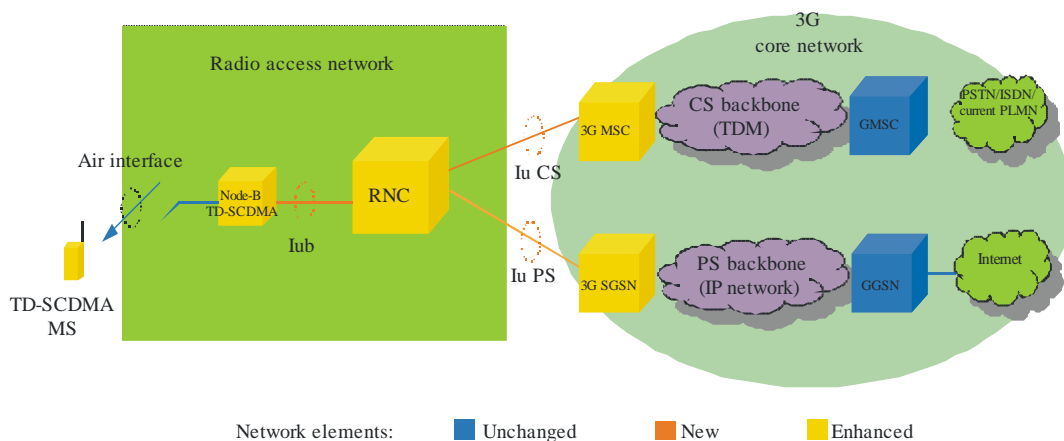 3G
core network
Radio access network
PSTN/ISDN/
current PLMN
CS backbone
(TDM)
3G MSC
GMSC
Air interface
Iu CS
Node-B
TD-SCDMA
RNC
Iub
Iu PS
3G SGSN
PS backbone
(IP network)
GGSN
Internet
TD-SCDMA
MS
Network elements:
Unchanged
New
Enhanced